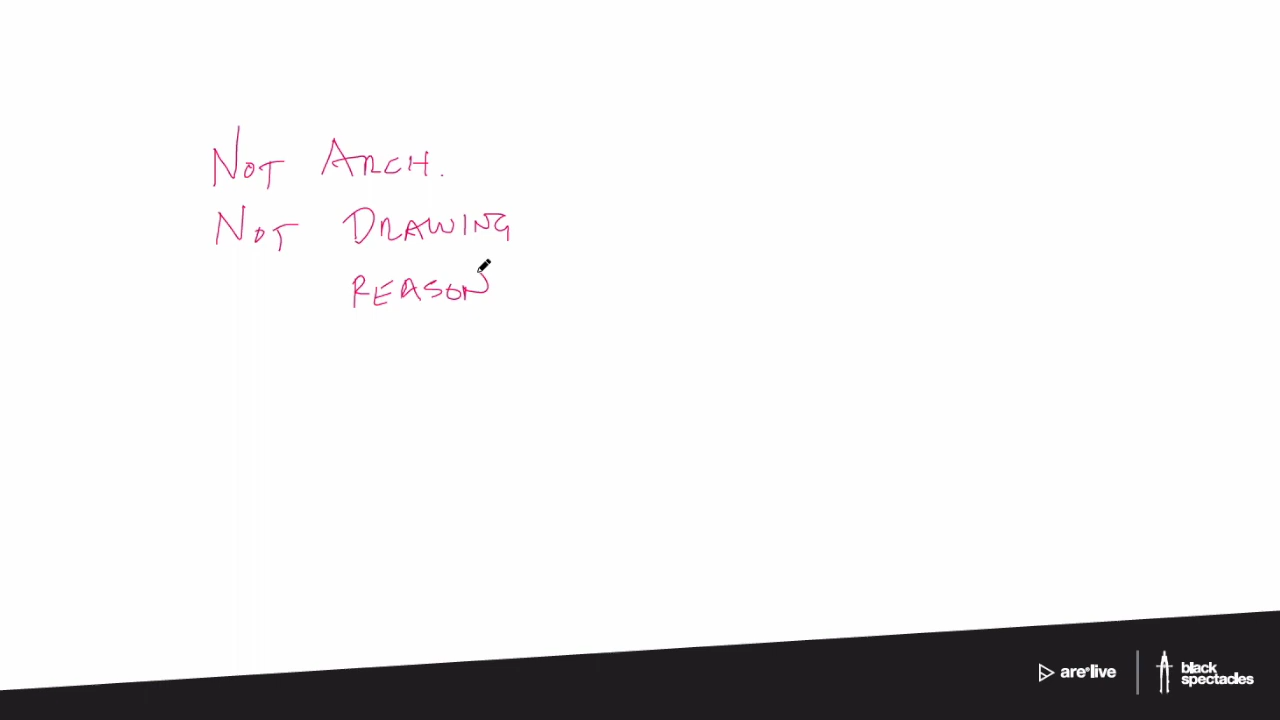 NOT ARCH.
NOT DRAWING
REASON
are•live
black
spectacles